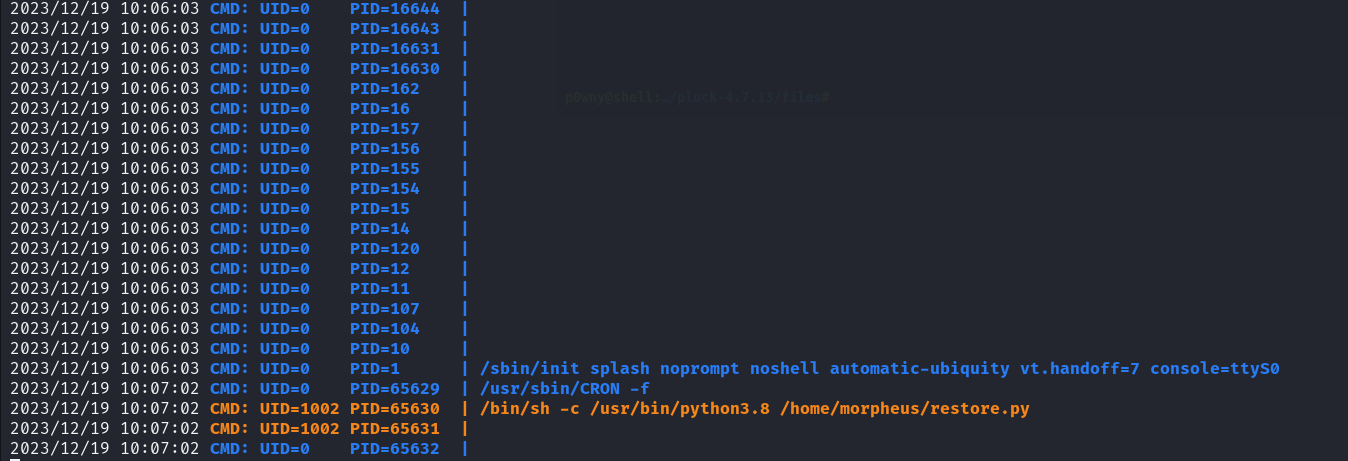 2023/12/19 10:06:03 CMD: UID=0 PID=16644 |
2023/12/19 10:06:03 CMD: UID=0 PID=16643 |
2023/12/19 10:06:03 CMD: UID=0 PID=16631 |
2023/12/19 10:06:03 CMD: UID=0 PID=16630 |
2023/12/19 10:06:03 CMD: UID=0 PID=162 |
p0wny@shell:…/pluck-4.7.13/files#
2023/12/19 10:06:03 CMD: UID=0 PID=16 |
2023/12/19 10:06:03 CMD: UID=0 PID=157 |
2023/12/19 10:06:03 CMD: UID=0 PID=156 |
2023/12/19 10:06:03 CMD: UID=0 PID=155 |
2023/12/19 10:06:03 CMD: UID=0 PID=154 |
2023/12/19 10:06:03 CMD: UID=0 PID=15 |
2023/12/19 10:06:03 CMD: UID=0 PID=14 |
2023/12/19 10:06:03 CMD: UID=0 PID=120 |
2023/12/19 10:06:03 CMD: UID=0 PID=12 |
2023/12/19 10:06:03 CMD: UID=0 PID=11 |
2023/12/19 10:06:03 CMD: UID=0 PID=107 |
2023/12/19 10:06:03 CMD: UID=0 PID=104 |
2023/12/19 10:06:03 CMD: UID=0 PID=10 |
2023/12/19 10:06:03 CMD: UID=0 PID=1 | /sbin/init splash noprompt noshell automatic-ubiquity vt.handoff=7 console=ttyS0
2023/12/19 10:07:02 CMD: UID=0 PID=65629 | /usr/sbin/CRON -f
2023/12/19 10:07:02 CMD: UID=1002 PID=65630 | /bin/sh -c /usr/bin/python3.8 /home/morpheus/restore.py
2023/12/19 10:07:02 CMD: UID=1002 PID=65631 |
2023/12/19 10:07:02 CMD: UID=0 PID=65632 |